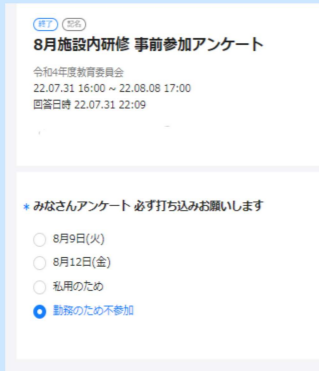 終了 記名
8月施設内研修 事前参加アンケート
令和4年度教育委員会
22.07.31 16:00 ~ 22.08.08 17:00
回答日時 22.07.31 22:09
* みなさんアンケート 必ず打ち込みお願いします
8月9日(火)
8月12日(金)
私用のため
勤務のため不参加